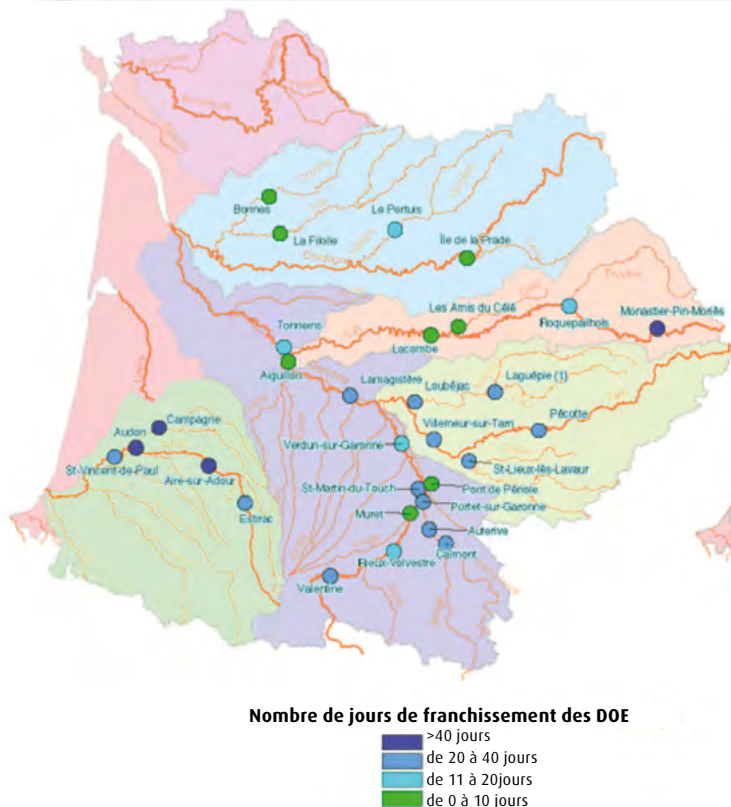 Bonnes
Le Pertuis
La Filolie
Île de la Prade
Les Amis du Célé
Monastier-Pin-Moriès
Tonneins
Roquepailhols
Lacombe
Aiguillon
Lamagistère
Loubéjac
Laguépie (1)
Campagne
Villemeur-sur-Tarn
Pécotte
Audon
Verdun-sur-Garonne
St-Vincent-de-Paul
St-Lieux-lès-Lavaur
Aire-sur-Adour
St-Martin-du-Touch
Pont de Périole
Portet-sur-Garonne
Estirac
Muret
Auterive
Calmont
Rieux-Volvestre
Valentine
Nombre de jours de franchissement des DOE
>40 jours
de 20 à 40 jours
de 11 à 20jours
de 0 à 10 jours